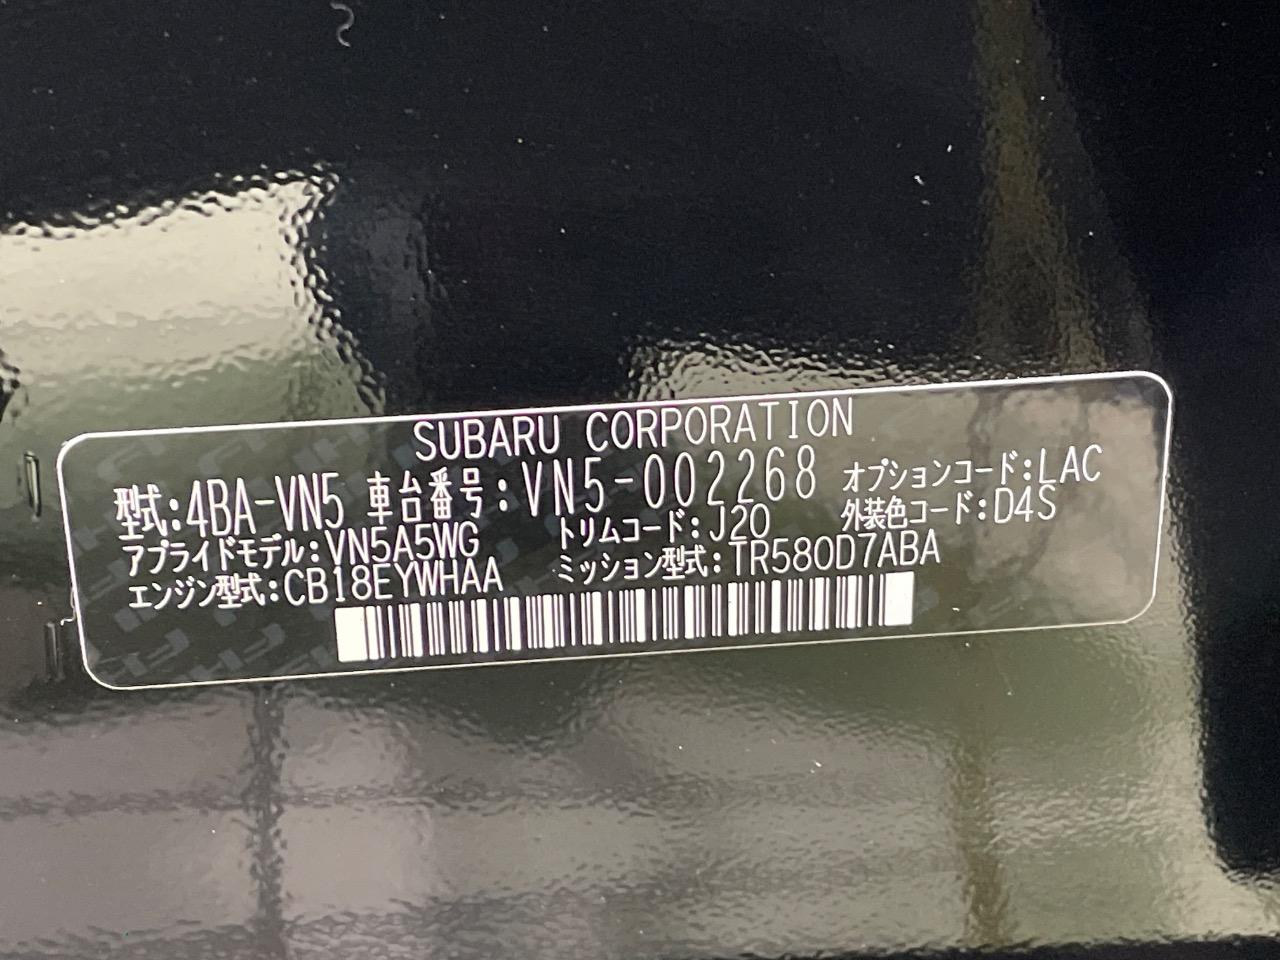 SUBARU CORPORATION
型式:4BA-VN5 車台番号:VN5-002268 オプションコード:LAC
アプライドモデル:VN5A5WG トリムコード:J20 外装色コード:D4S
エンジン型式:CB18EYWHAA ミッション型式:TR580D7ABA